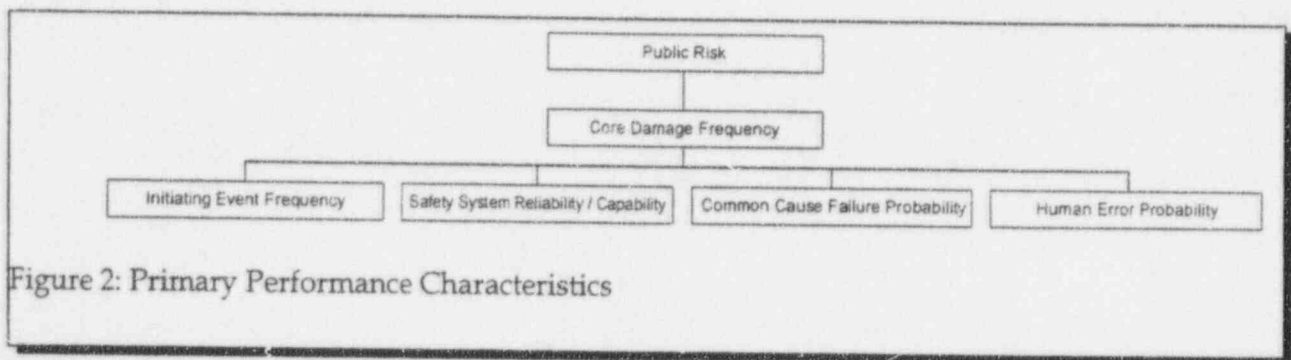 Public Risk
Core Damage Frequency
Initiating Event Frequency
Safety System Reliability / Capability
Common Cause Failure Probability
Human Error Probability
Figure 2: Primary Performance Characteristics